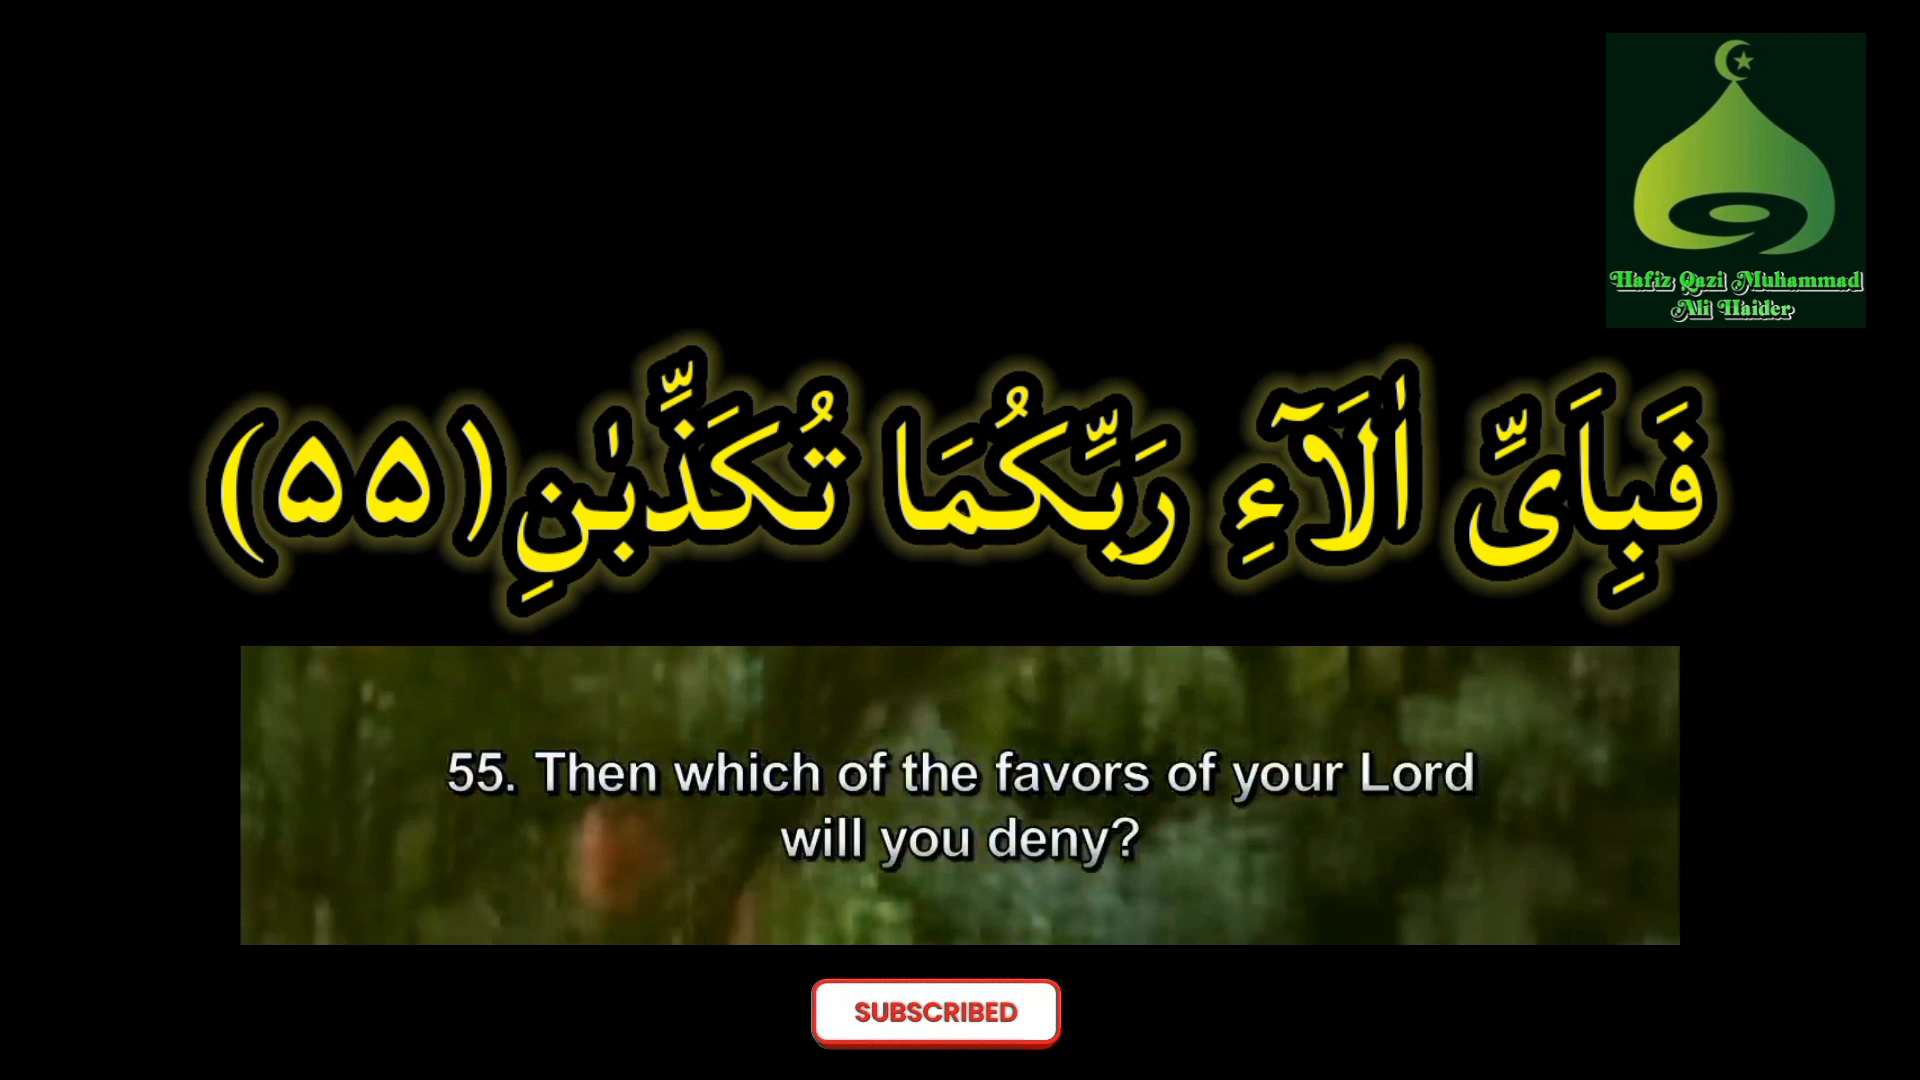 Hafiz Qazi Muhammad
Ali Haider
فَبِاَیِّ اٰلَآءِ رَبِّكُمَا تُكَذِّبٰنِ(۵۵)
55. Then which of the favors of your Lord
will you deny?
SUBSCRIBED